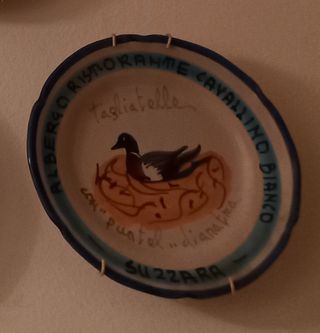 ALBERGO RISTORANTE CAVALLINO BIANCO
tagliatelle
con "puntel" d'anatra
— SUZZARA —